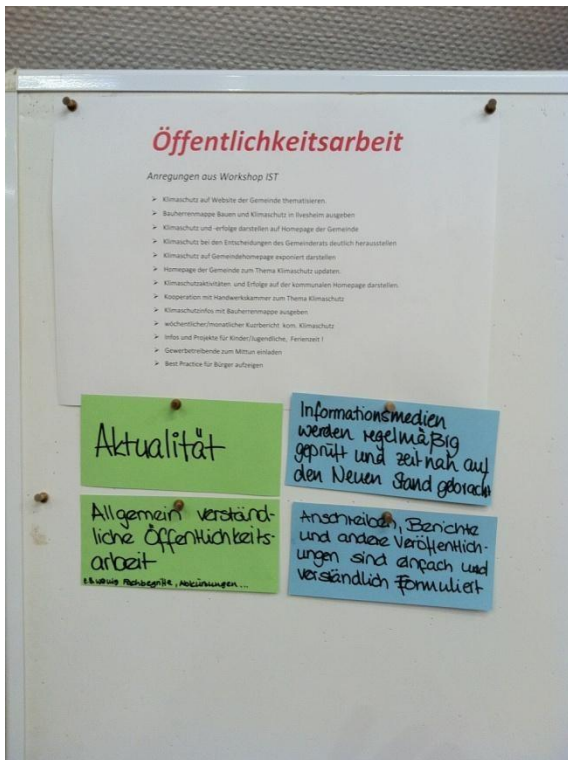 Öffentlichkeitsarbeit
Anregungen aus Workshop IST
➢ Klimaschutz auf Website der Gemeinde thematisieren.
➢ Bauherrenmappe Bauen und Klimaschutz in Ilvesheim ausgeben
➢ Klimaschutz und -erfolge darstellen auf Homepage der Gemeinde
➢ Klimaschutz bei den Entscheidungen des Gemeinderats deutlich herausstellen
➢ Klimaschutz auf Gemeindehomepage exponiert darstellen
➢ Homepage der Gemeinde zum Thema Klimaschutz updaten.
➢ Klimaschutzaktivitäten und Erfolge auf der kommunalen Homepage darstellen.
➢ Kooperation mit Handwerkskammer zum Thema Klimaschutz
➢ Klimaschutzinfos mit Bauherrenmappe ausgeben
➢ wöchentlicher/monatlicher Kurzbericht kom. Klimaschutz
➢ Infos und Projekte für Kinder/Jugendliche, Ferienzeit !
➢ Gewerbetreibende zum Mittun einladen
➢ Best Practice für Bürger aufzeigen
Aktualität
Informationsmedien
werden regelmäßig
geprüft und zeitnah auf
den Neuen Stand gebracht
Allgemein verständ-
liche Öffentlichkeits-
arbeit
z.B. wenig Fachbegriffe, Abkürzungen...
Anschreiben, Berichte
und andere Veröffentlich-
ungen sind einfach und
verständlich formuliert